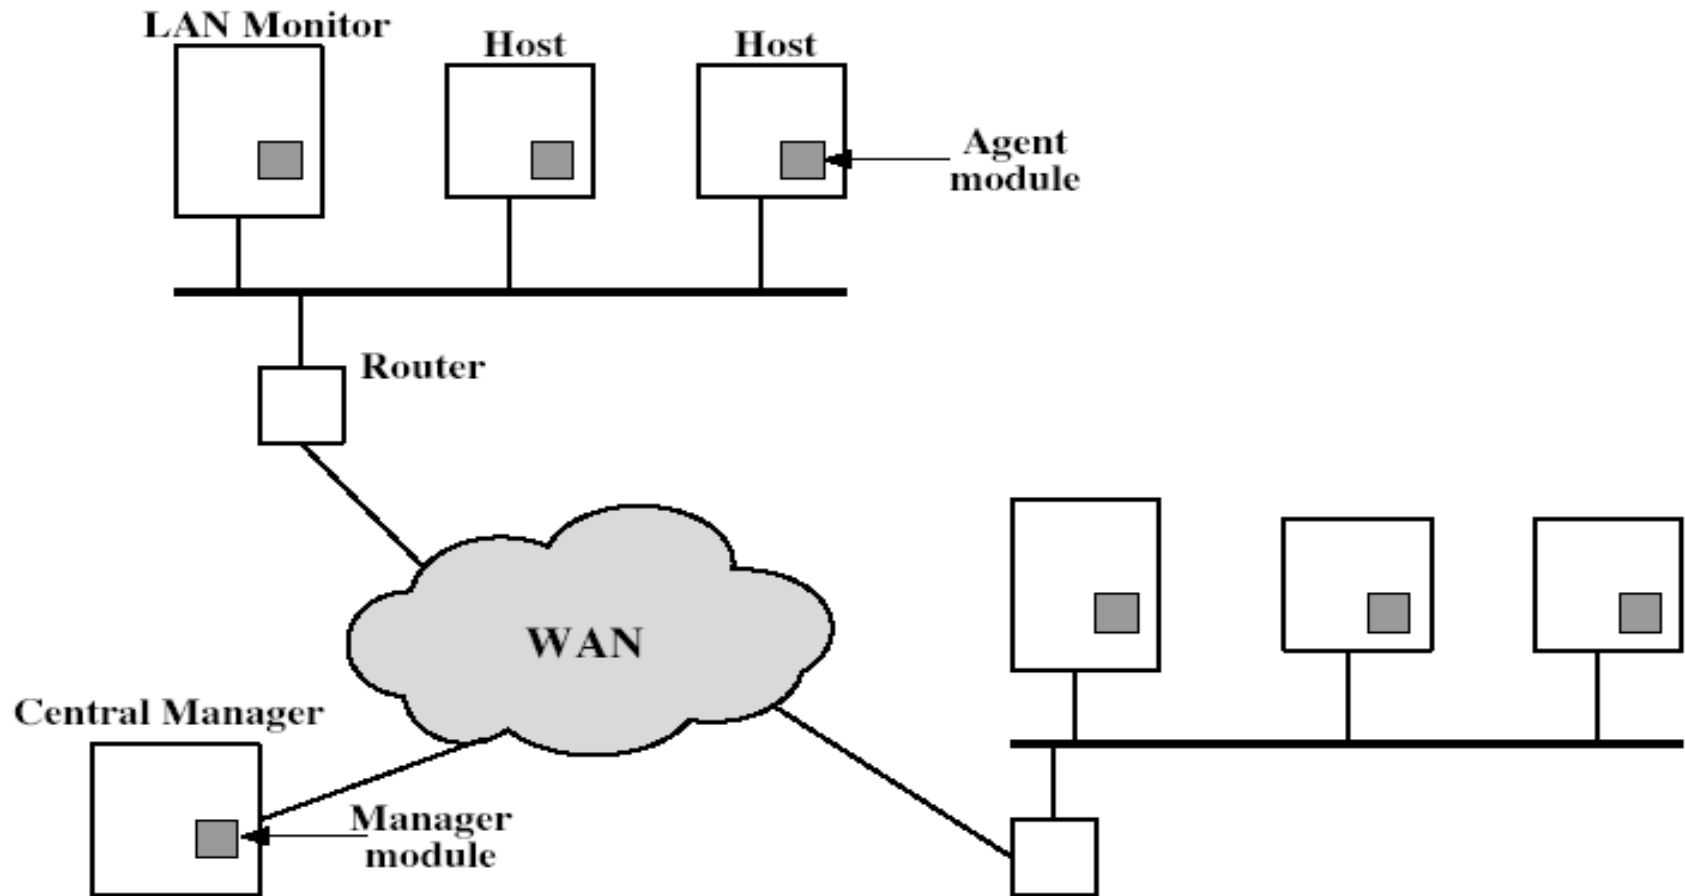 LAN Monitor
Host
Host
Agent
module
Router
WAN
Central Manager
Manager
module